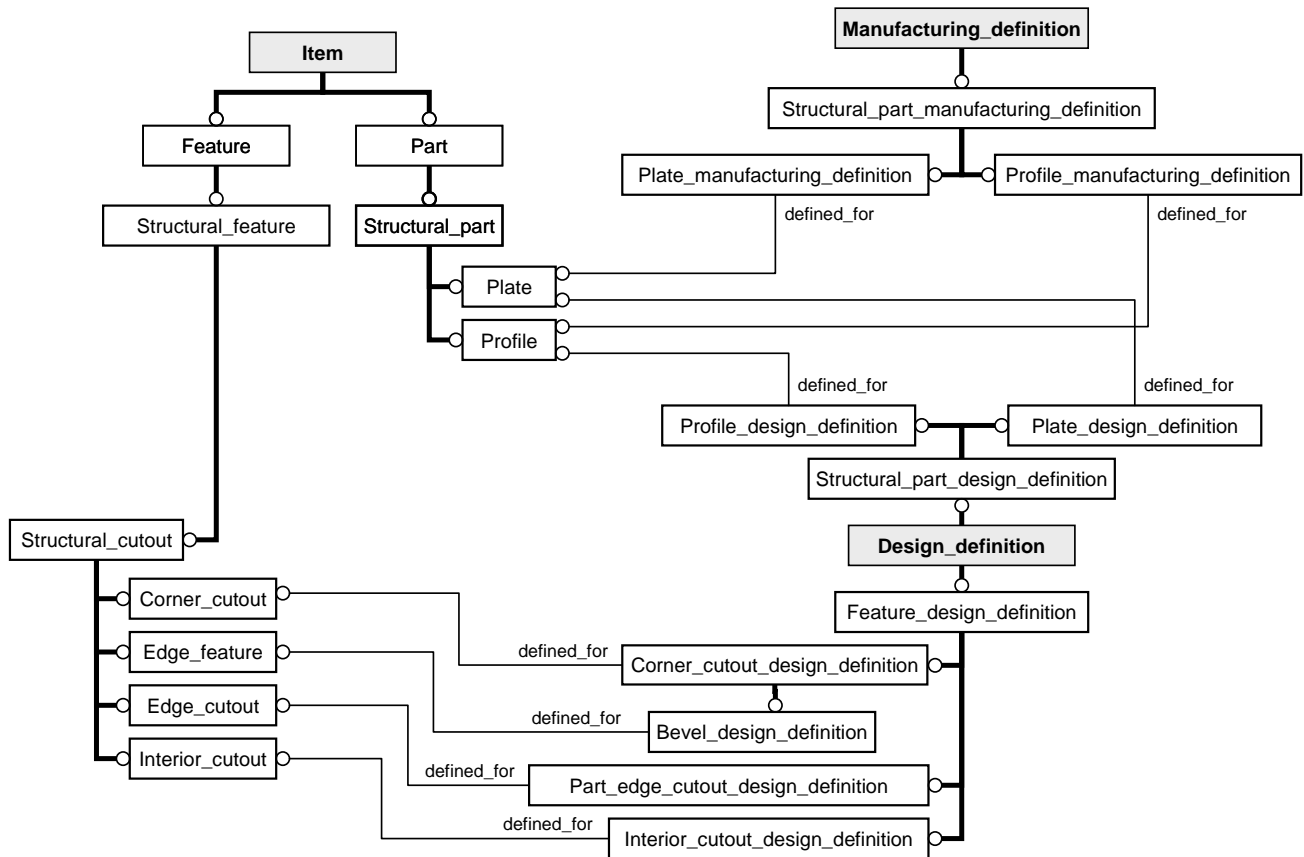 Manufacturing_definition
Item
Structural_part_manufacturing_definition
Feature
Part
Plate_manufacturing_definition
Profile_manufacturing_definition
defined_for
defined_for
Structural_feature
Structural_part
Plate
Profile
defined_for
defined_for
Profile_design_definition
Plate_design_definition
Structural_part_design_definition
Structural_cutout
Design_definition
Corner_cutout
Feature_design_definition
Edge_feature
defined_for
Corner_cutout_design_definition
Edge_cutout
defined_for
Bevel_design_definition
Interior_cutout
defined_for
Part_edge_cutout_design_definition
defined_for
Interior_cutout_design_definition